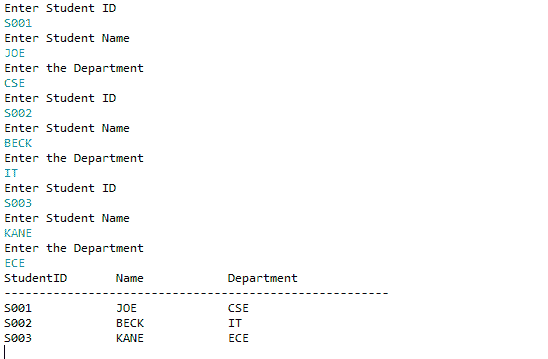 Enter Student ID
S001
Enter Student Name
JOE
Enter the Department
CSE
Enter Student ID
S002
Enter Student Name
BECK
Enter the Department
IT
Enter Student ID
S003
Enter Student Name
KANE
Enter the Department
ECE
StudentID Name Department
-------------------------------------------------------
S001 JOE CSE
S002 BECK IT
S003 KANE ECE